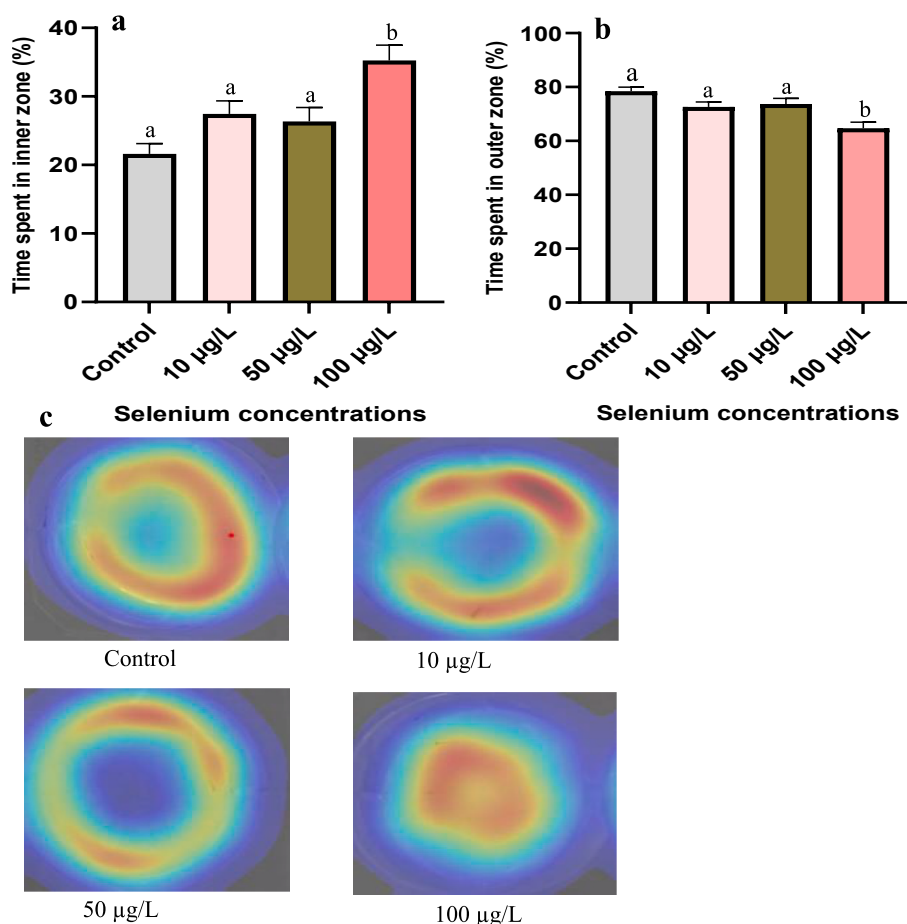 a
Time spent in inner zone (%)
40
30
20
10
0
a
a
a
b
Control
10 µg/L
50 µg/L
100 µg/L
Selenium concentrations
b
Time spent in outer zone (%)
100
80
60
40
20
0
a
a
a
b
Control
10 µg/L
50 µg/L
100 µg/L
Selenium concentrations
c
Control
10 µg/L
50 µg/L
100 µg/L